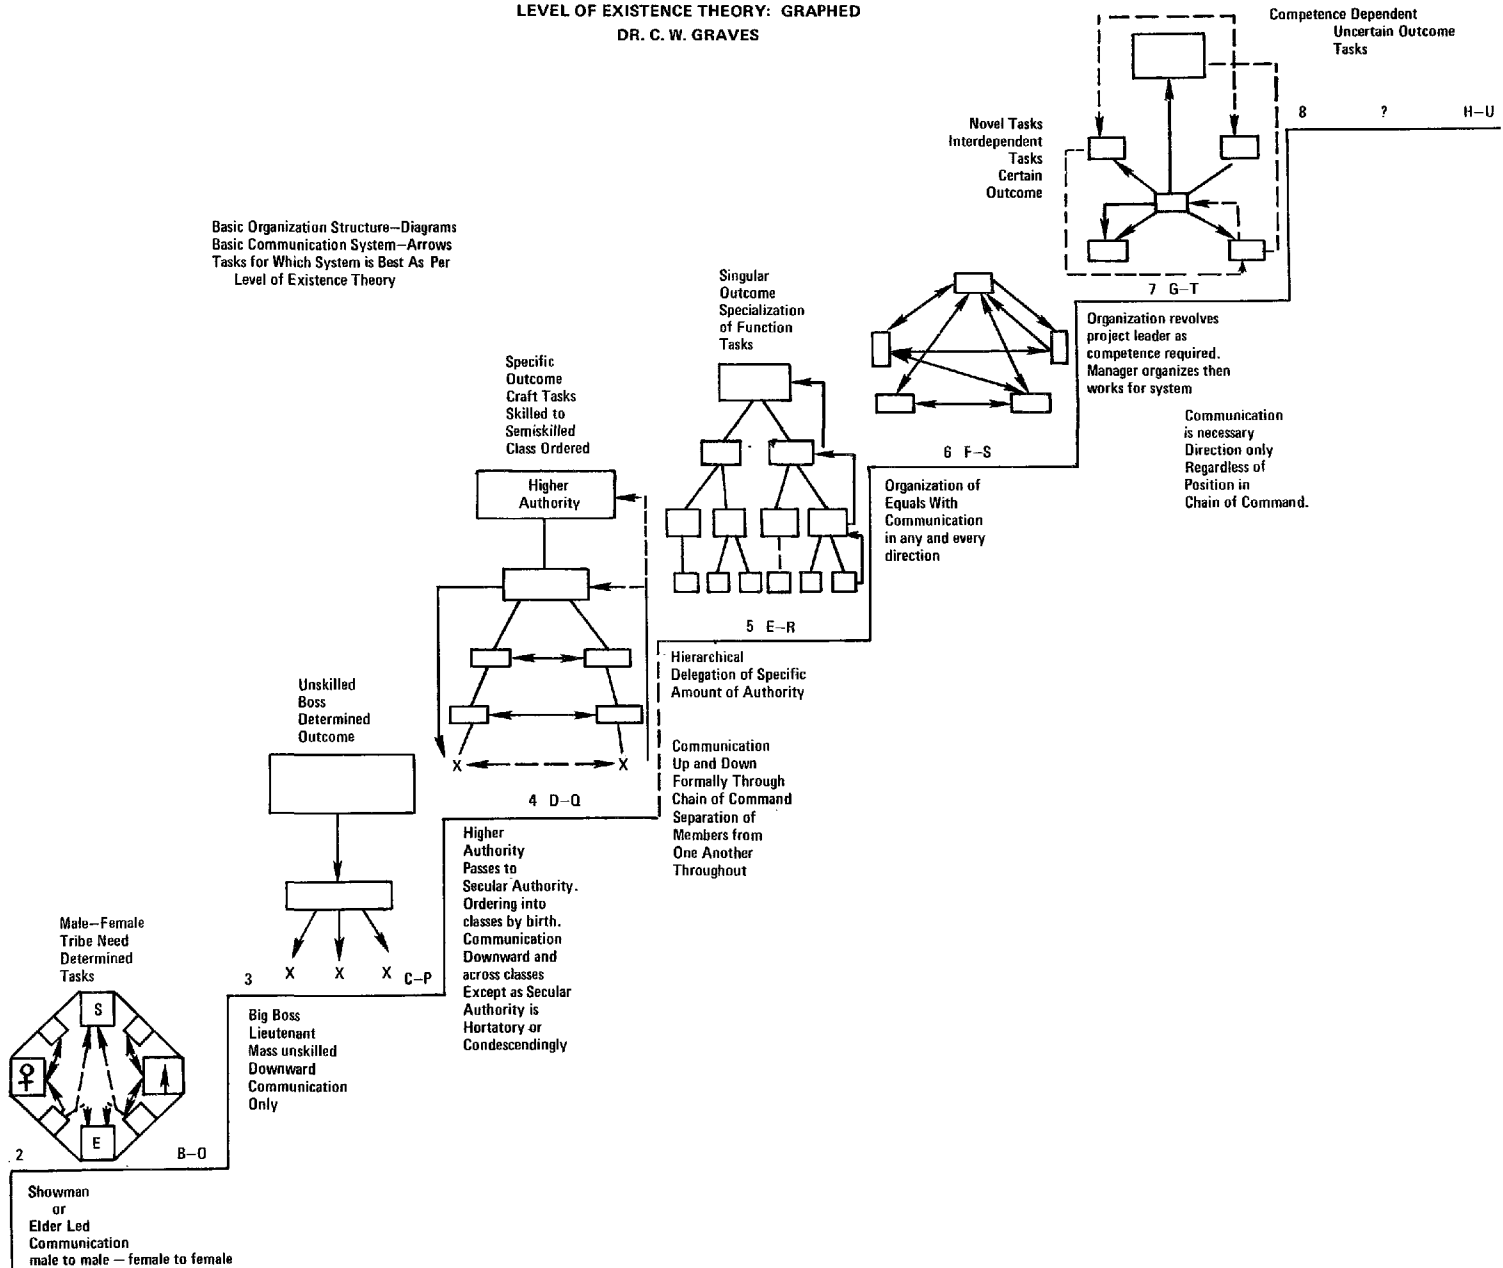 LEVEL OF EXISTENCE THEORY: GRAPHED
DR. C. W. GRAVES
Basic Organization Structure—Diagrams
Basic Communication System—Arrows
Tasks for Which System is Best As Per
Level of Existence Theory
Male—Female
Tribe Need
Determined
Tasks
S
E
2
B—O
Showman
or
Elder Led
Communication
male to male — female to female
Unskilled
Boss
Determined
Outcome
X
X
X
3
C—P
Big Boss
Lieutenant
Mass unskilled
Downward
Communication
Only
Specific
Outcome
Craft Tasks
Skilled to
Semiskilled
Class Ordered
Higher
Authority
X
X
4 D—Q
Higher
Authority
Passes to
Secular Authority.
Ordering into
classes by birth.
Communication
Downward and
across classes
Except as Secular
Authority is
Hortatory or
Condescendingly
Singular
Outcome
Specialization
of Function
Tasks
5 E—R
Hierarchical
Delegation of Specific
Amount of Authority
Communication
Up and Down
Formally Through
Chain of Command
Separation of
Members from
One Another
Throughout
6 F—S
Organization of
Equals With
Communication
in any and every
direction
Novel Tasks
Interdependent
Tasks
Certain
Outcome
7 G—T
Organization revolves
project leader as
competence required.
Manager organizes then
works for system
Communication
is necessary
Direction only
Regardless of
Position in
Chain of Command.
Competence Dependent
Uncertain Outcome
Tasks
8 ? H—U